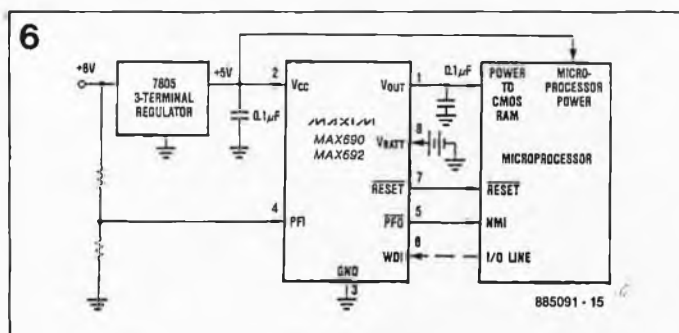 6
+8V
7805
3-TERMINAL
REGULATOR
+5V
2
VCC
0.1µF
MAXIM
MAX690
MAX692
VOUT
1
0.1µF
VBATT
8
RESET
7
PFI
4
PFO
5
WDI
6
GND
3
POWER
TO
CMOS
RAM
MICRO-
PROCESSOR
POWER
MICROPROCESSOR
RESET
NMI
I/O LINE
885091 - 15